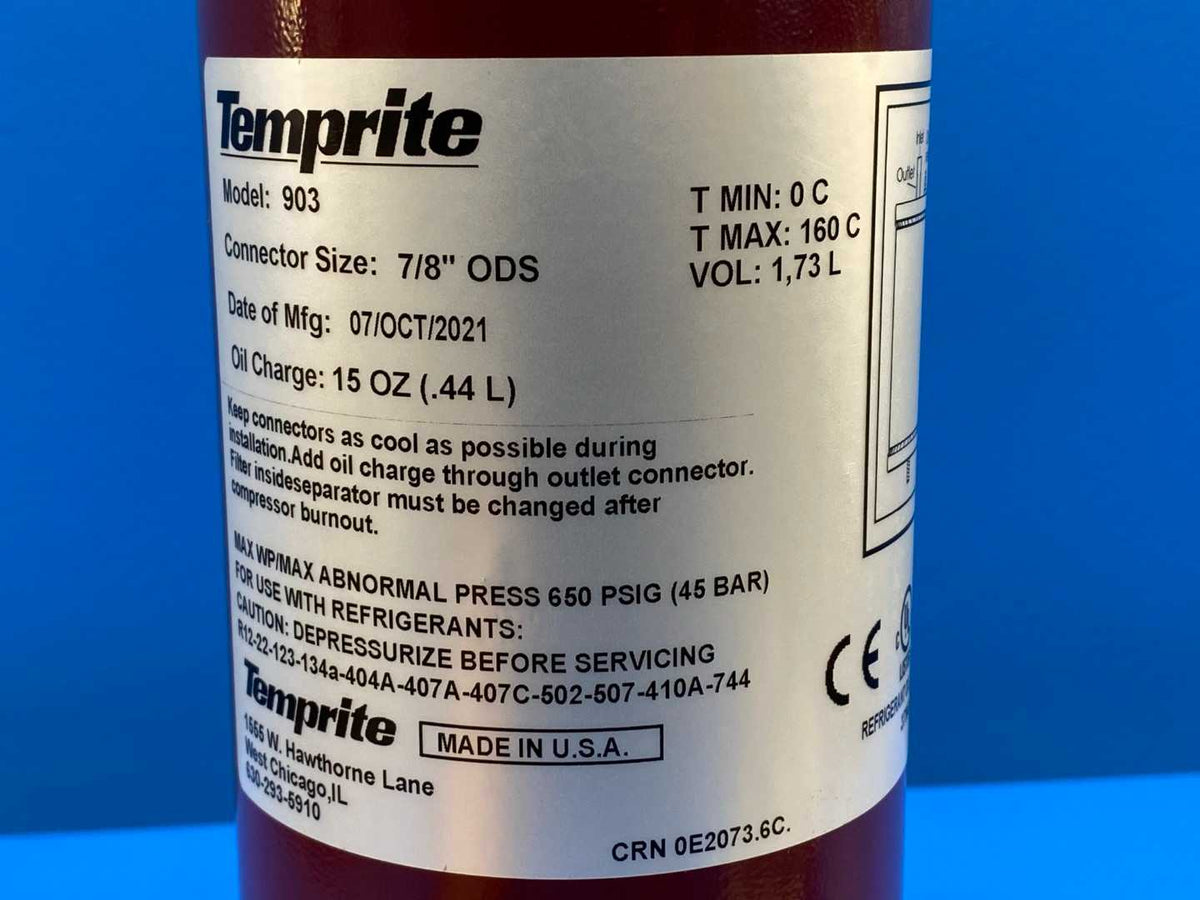 Temprite
Model: 903
Connector Size: 7/8" ODS
Date of Mfg: 07/OCT/2021
Oil Charge: 15 OZ (.44 L)
T MIN: 0 C
T MAX: 160 C
VOL: 1,73 L
Outlet
Keep connectors as cool as possible during
installation.Add oil charge through outlet connector.
Filter insideseparator must be changed after
compressor burnout.
MAX WP/MAX ABNORMAL PRESS 650 PSIG (45 BAR)
FOR USE WITH REFRIGERANTS:
CAUTION: DEPRESSURIZE BEFORE SERVICING
R12-22-123-134a-404A-407A-407C-502-507-410A-744
Temprite
MADE IN U.S.A.
1555 W. Hawthorne Lane
West Chicago,IL
630-293-5910
CE
CRN 0E2073.6C.